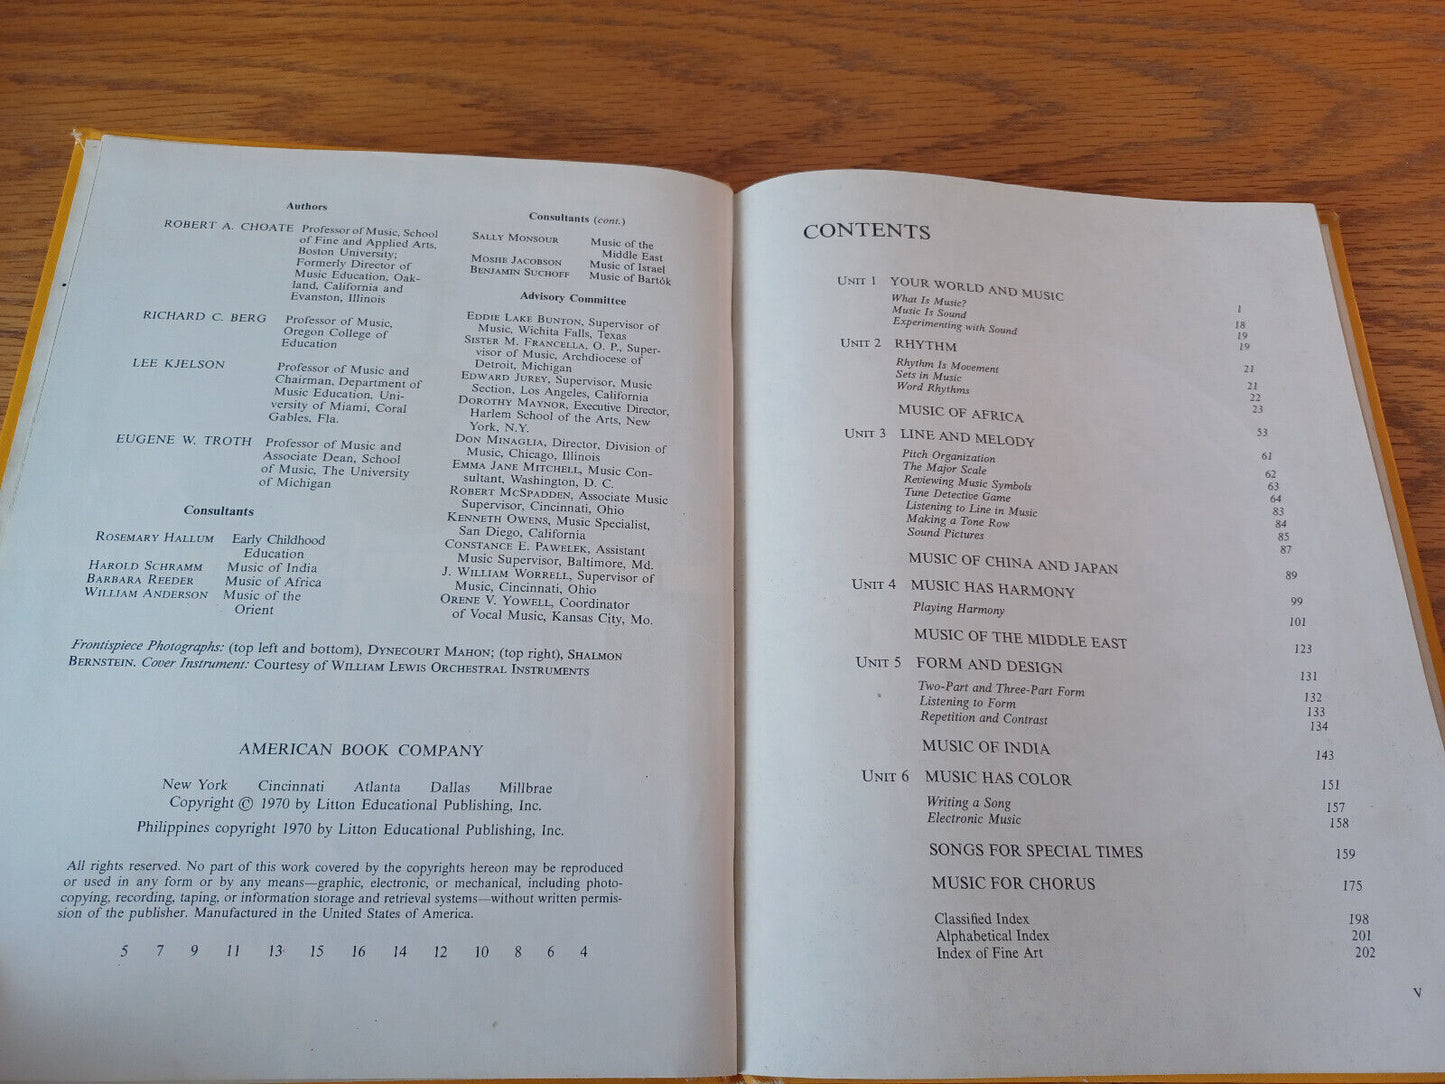 Authors
ROBERT A. CHOATE Professor of Music, School
of Fine and Applied Arts,
Boston University;
Formerly Director of
Music Education, Oak-
land, California and
Evanston, Illinois
RICHARD C. BERG Professor of Music,
Oregon College of
Education
LEE KJELSON Professor of Music and
Chairman, Department of
Music Education, Uni-
versity of Miami, Coral
Gables, Fla.
EUGENE W. TROTH Professor of Music and
Associate Dean, School
of Music, The University
of Michigan
Consultants
ROSEMARY HALLUM Early Childhood
Education
HAROLD SCHRAMM Music of India
BARBARA REEDER Music of Africa
WILLIAM ANDERSON Music of the
Orient
Consultants (cont.)
SALLY MONSOUR Music of the
Middle East
MOSHE JACOBSON Music of Israel
BENJAMIN SUCHOFF Music of Bartók
Advisory Committee
EDDIE LAKE BUNTON, Supervisor of
Music, Wichita Falls, Texas
SISTER M. FRANCELLA, O. P., Super-
visor of Music, Archdiocese of
Detroit, Michigan
EDWARD JUREY, Supervisor, Music
Section, Los Angeles, California
DOROTHY MAYNOR, Executive Director,
Harlem School of the Arts, New
York, N.Y.
DON MINAGLIA, Director, Division of
Music, Chicago, Illinois
EMMA JANE MITCHELL, Music Con-
sultant, Washington, D. C.
ROBERT MCSPADDEN, Associate Music
Supervisor, Cincinnati, Ohio
KENNETH OWENS, Music Specialist,
San Diego, California
CONSTANCE E. PAWELEK, Assistant
Music Supervisor, Baltimore, Md.
J. WILLIAM WORRELL, Supervisor of
Music, Cincinnati, Ohio
ORENE V. YOWELL, Coordinator
of Vocal Music, Kansas City, Mo.
Frontispiece Photographs: (top left and bottom), DYNECOURT MAHON; (top right), SHALMON
BERNSTEIN. Cover Instrument: Courtesy of WILLIAM LEWIS ORCHESTRAL INSTRUMENTS
AMERICAN BOOK COMPANY
New York Cincinnati Atlanta Dallas Millbrae
Copyright © 1970 by Litton Educational Publishing, Inc.
Philippines copyright 1970 by Litton Educational Publishing, Inc.
All rights reserved. No part of this work covered by the copyrights hereon may be reproduced
or used in any form or by any means—graphic, electronic, or mechanical, including photo-
copying, recording, taping, or information storage and retrieval systems—without written permis-
sion of the publisher. Manufactured in the United States of America.
5 7 9 11 13 15 16 14 12 10 8 6 4
CONTENTS
UNIT 1 YOUR WORLD AND MUSIC 1
What Is Music? 18
Music Is Sound 19
Experimenting with Sound 19
UNIT 2 RHYTHM 21
Rhythm Is Movement 21
Sets in Music 22
Word Rhythms 23
MUSIC OF AFRICA 53
UNIT 3 LINE AND MELODY 61
Pitch Organization 62
The Major Scale 63
Reviewing Music Symbols 64
Tune Detective Game 83
Listening to Line in Music 84
Making a Tone Row 85
Sound Pictures 87
MUSIC OF CHINA AND JAPAN 89
UNIT 4 MUSIC HAS HARMONY 99
Playing Harmony 101
MUSIC OF THE MIDDLE EAST 123
UNIT 5 FORM AND DESIGN 131
Two-Part and Three-Part Form 132
Listening to Form 133
Repetition and Contrast 134
MUSIC OF INDIA 143
UNIT 6 MUSIC HAS COLOR 151
Writing a Song 157
Electronic Music 158
SONGS FOR SPECIAL TIMES 159
MUSIC FOR CHORUS 175
Classified Index 198
Alphabetical Index 201
Index of Fine Art 202
V